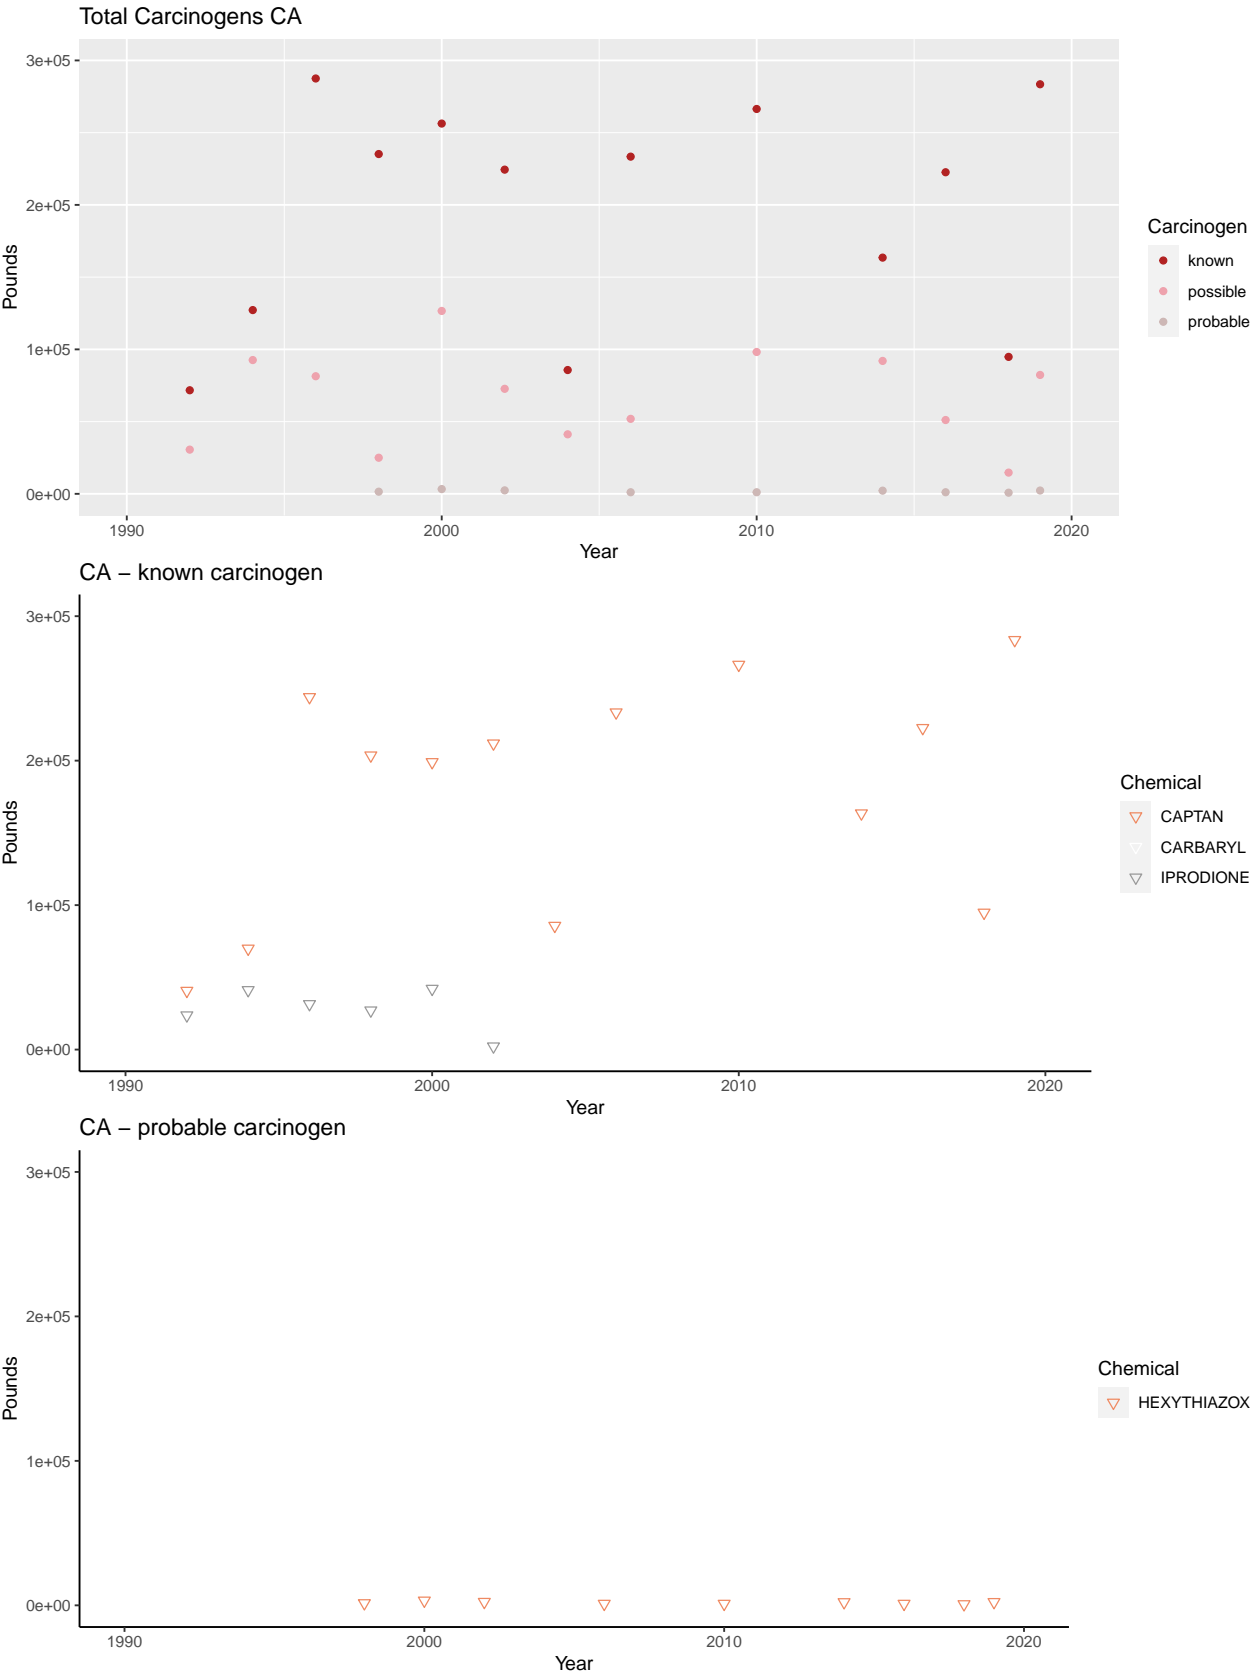 Total Carcinogens CA
3e+05
2e+05
1e+05
0e+00
Pounds
1990 2000 2010 2020
Year
Carcinogen
known
possible
probable
CA – known carcinogen
3e+05
2e+05
1e+05
0e+00
Pounds
1990 2000 2010 2020
Year
Chemical
CAPTAN
CARBARYL
IPRODIONE
CA – probable carcinogen
3e+05
2e+05
1e+05
0e+00
Pounds
1990 2000 2010 2020
Year
Chemical
HEXYTHIAZOX